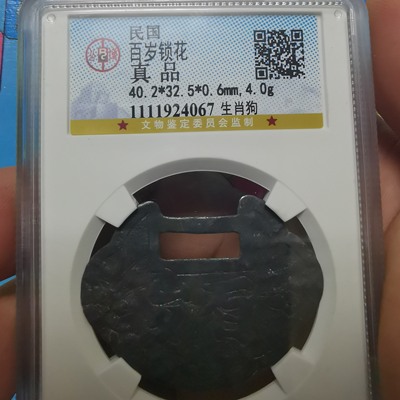 民国
百岁锁花
真 品
40.2*32.5*0.6mm,4.0g
1111924067 生肖狗
★ 文物鉴定委员会监制 ★